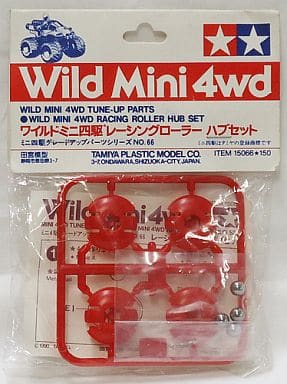 Wild Mini 4wd
WILD MINI 4WD TUNE-UP PARTS
● WILD MINI 4WD RACING ROLLER HUB SET
ワイルドミニ四駆 レーシングローラー ハブセット
ミニ四駆グレードアップパーツシリーズ NO.66
田宮模型
TAMIYA PLASTIC MODEL CO.
3-7, ONDAWARA, SHIZUOKA-CITY, JAPAN.
ITEM 15066★150
Wild Mini 4
MINI 4WD TUNE